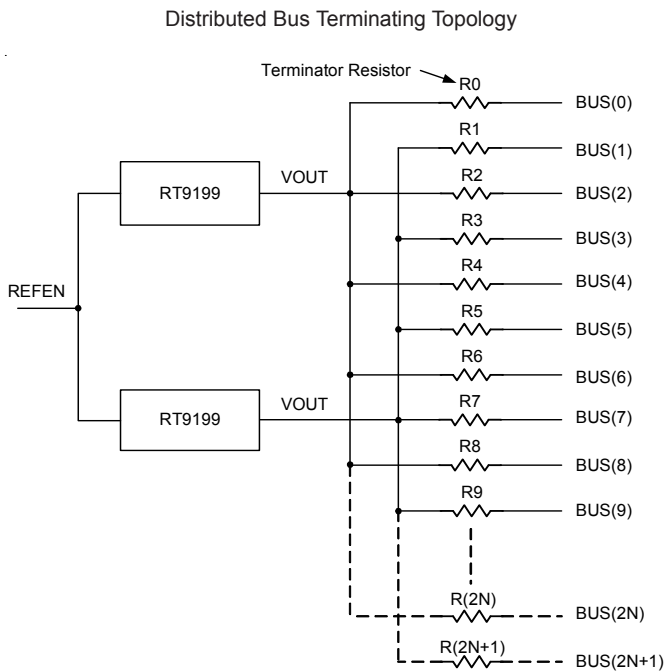 Distributed Bus Terminating Topology
Terminator Resistor
R0
BUS(0)
R1
BUS(1)
VOUT
R2
BUS(2)
RT9199
R3
BUS(3)
R4
BUS(4)
REFEN
R5
BUS(5)
R6
BUS(6)
VOUT
R7
BUS(7)
RT9199
R8
BUS(8)
R9
BUS(9)
R(2N)
BUS(2N)
R(2N+1)
BUS(2N+1)